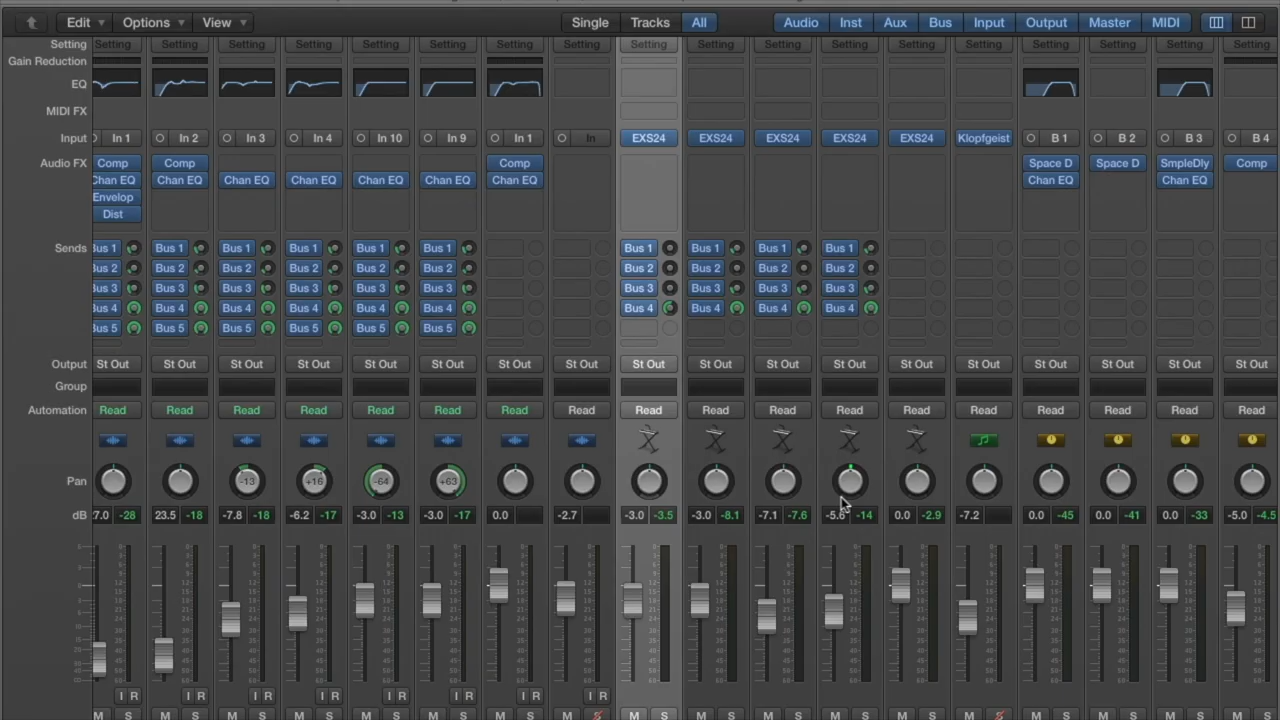 Edit Options View Single Tracks All Audio Inst Aux Bus Input Output Master MIDI
Setting Setting Setting Setting Setting Setting Setting Setting Setting Setting Setting Setting Setting Setting Setting Setting Setting Setting Setting
Gain Reduction
EQ
MIDI FX
Input In 1 In 2 In 3 In 4 In 10 In 9 In 1 In EXS24 EXS24 EXS24 EXS24 EXS24 Klopfgeist B 1 B 2 B 3 B 4
Audio FX Comp Comp Comp Space D Space D SmpleDly Comp
Chan EQ Chan EQ Chan EQ Chan EQ Chan EQ Chan EQ Chan EQ Chan EQ Chan EQ
Envelop
Dist
Sends Bus 1 Bus 1 Bus 1 Bus 1 Bus 1 Bus 1 Bus 1 Bus 1 Bus 1 Bus 1
Bus 2 Bus 2 Bus 2 Bus 2 Bus 2 Bus 2 Bus 2 Bus 2 Bus 2 Bus 2
Bus 3 Bus 3 Bus 3 Bus 3 Bus 3 Bus 3 Bus 3 Bus 3 Bus 3 Bus 3
Bus 4 Bus 4 Bus 4 Bus 4 Bus 4 Bus 4 Bus 4 Bus 4 Bus 4 Bus 4
Bus 5 Bus 5 Bus 5 Bus 5 Bus 5 Bus 5
Output St Out St Out St Out St Out St Out St Out St Out St Out St Out St Out St Out St Out St Out St Out St Out St Out St Out St Out
Group
Automation Read Read Read Read Read Read Read Read Read Read Read Read Read Read Read Read Read Read
Pan -13 +16 -64 +63
dB 27.0 -28 23.5 -18 -7.8 -18 -6.2 -17 -3.0 -13 -3.0 -17 0.0 -2.7 -3.0 -3.5 -3.0 -8.1 -7.1 -7.6 -5.6 -14 0.0 -2.9 -7.2 0.0 -45 0.0 -41 0.0 -33 -5.0 -4.5
I R I R I R I R I R I R I R I R
M S M S M S M S M S M S M S M M S M S M S M S M S M M S M S M S M S